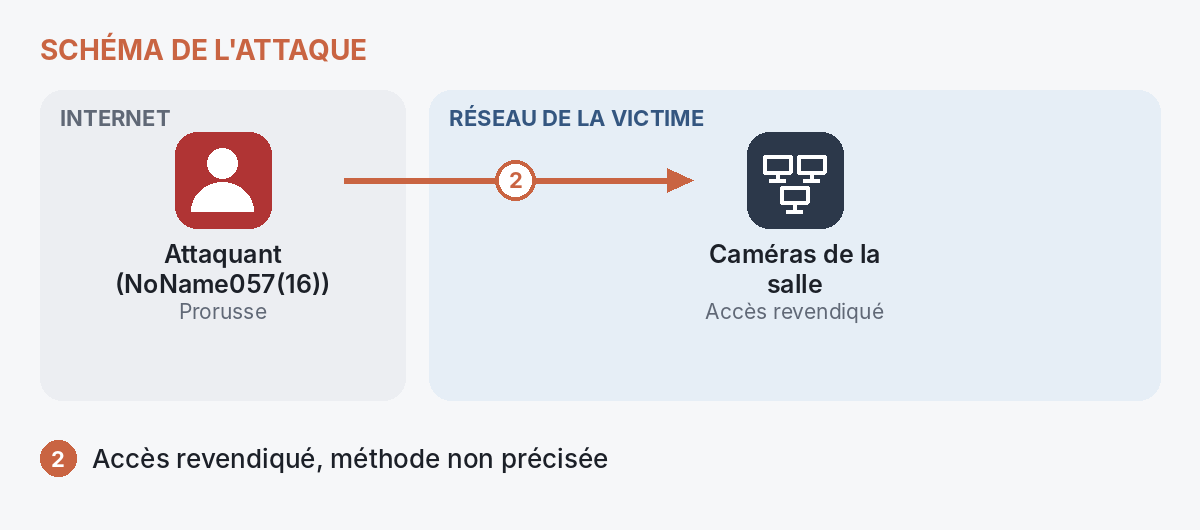 SCHÉMA DE L'ATTAQUE
INTERNET
RÉSEAU DE LA VICTIME
2
Attaquant
(NoName057(16))
Prorusse
Caméras de la
salle
Accès revendiqué
2 Accès revendiqué, méthode non précisée